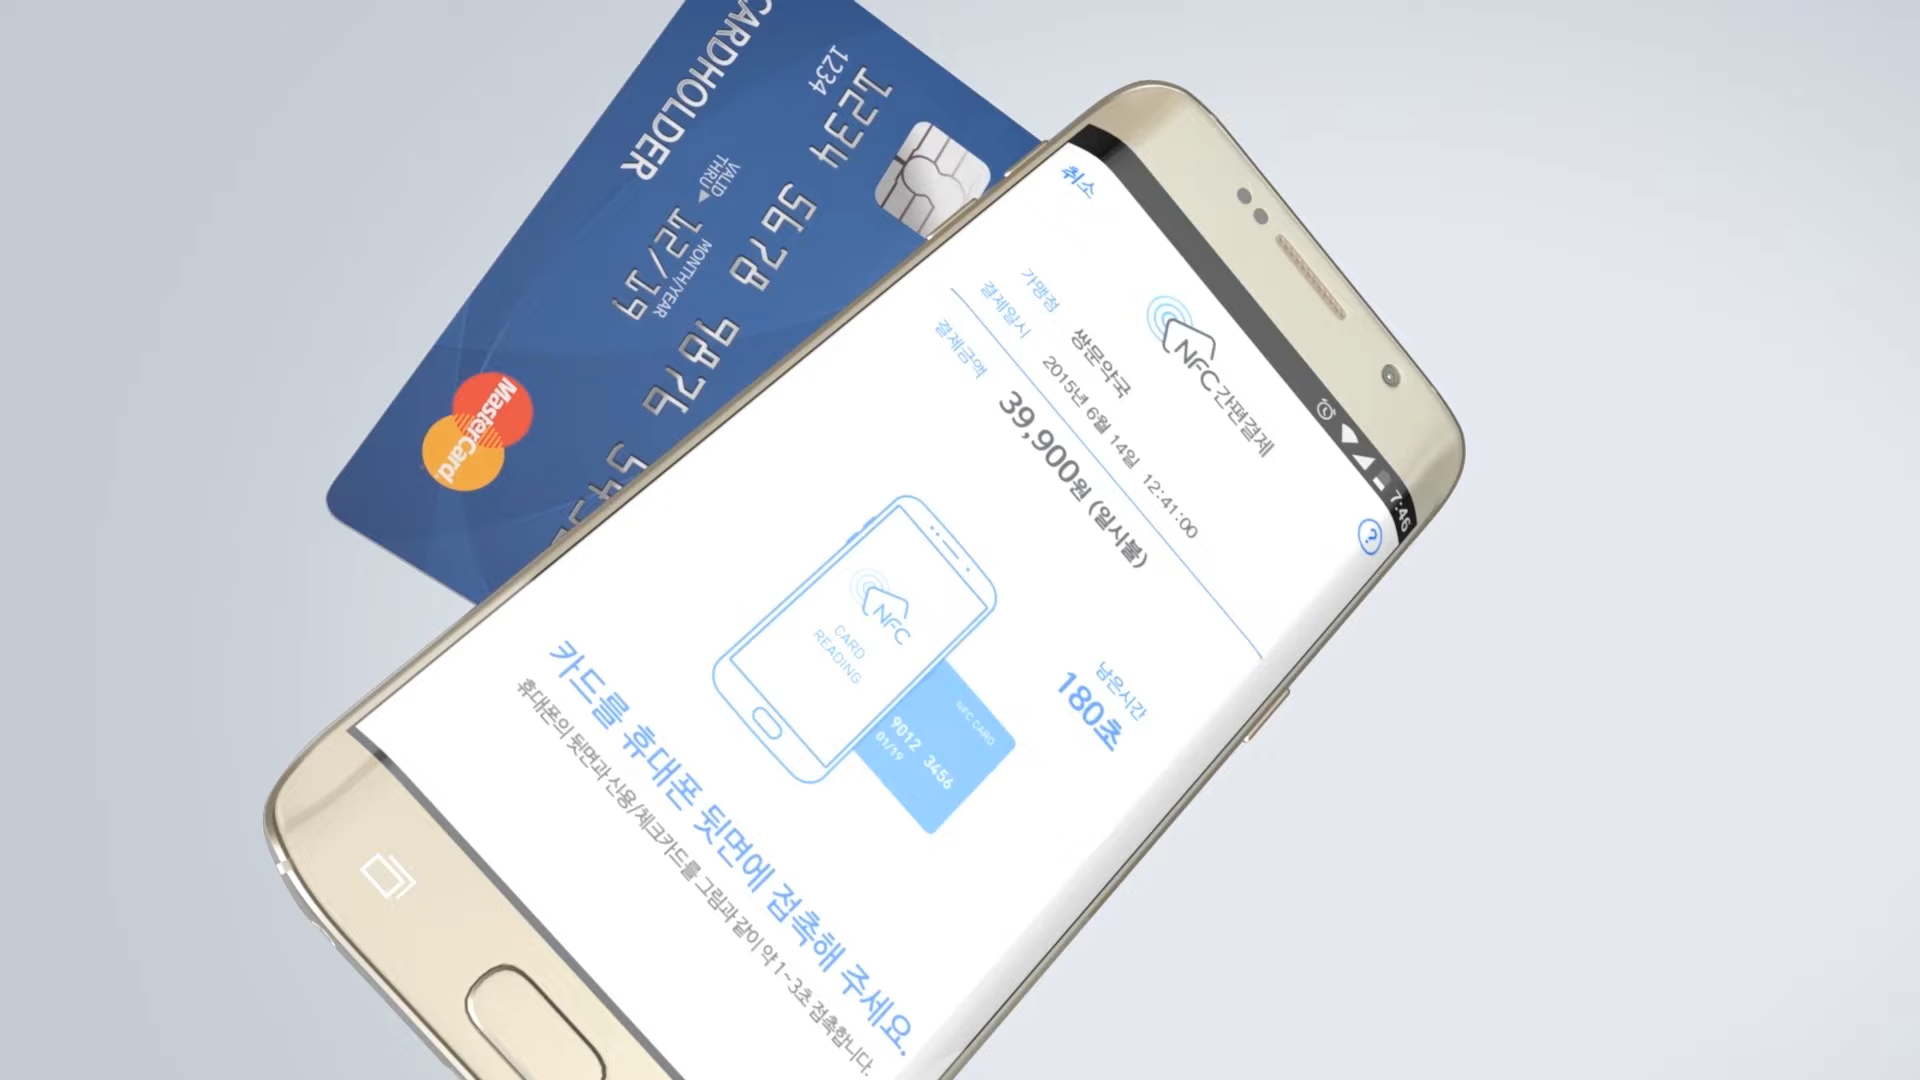 CARDHOLDER
1234
1234 5678 9876
VALID
THRU
MONTH/YEAR
12/19
MasterCard
7:46
취소
?
NFC간편결제
가맹점 쌍문약국
결제일시 2015년 6월 14일 12:41:00
결제금액 39,900원 (일시불)
남은시간
180초
NFC
CARD
READING
NFC CARD
9012 3456
01/19
카드를 휴대폰 뒷면에 접촉해 주세요.
휴대폰의 뒷면과 신용/체크카드를 그림과 같이 약 1~3초 접촉합니다.